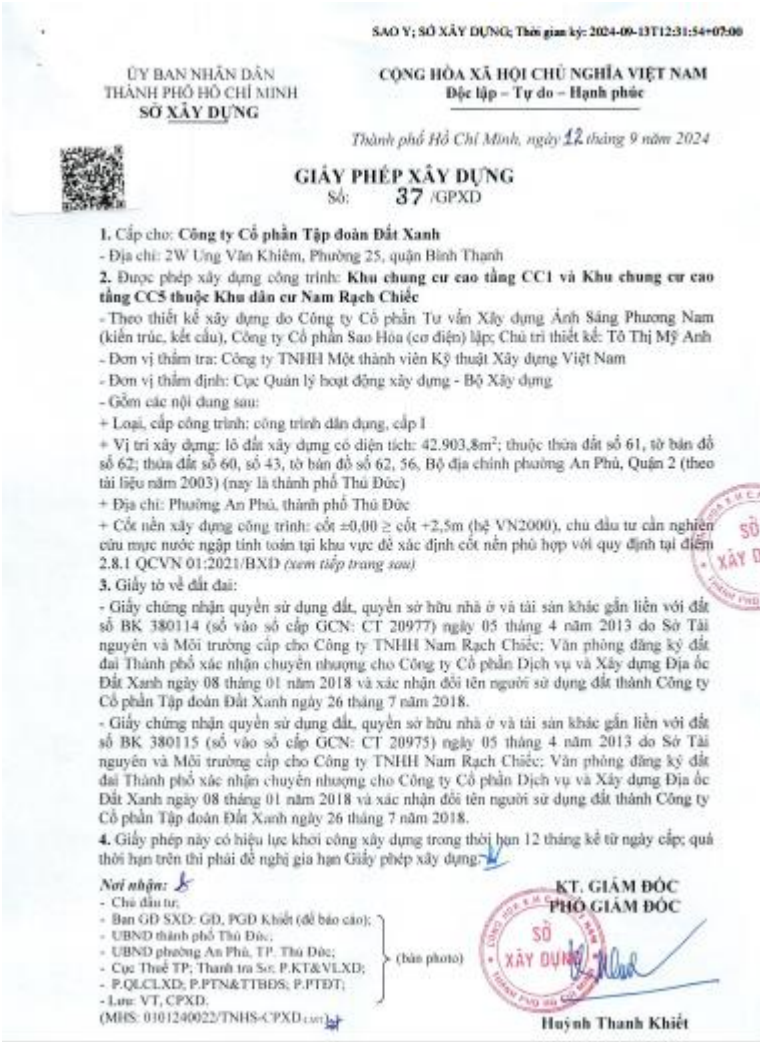 SAO Y; SỞ XÂY DỰNG; Thời gian ký: 2024-09-13T12:31:54+07:00
ỦY BAN NHÂN DÂN
THÀNH PHỐ HỒ CHÍ MINH
SỞ XÂY DỰNG
CỘNG HÒA XÃ HỘI CHỦ NGHĨA VIỆT NAM
Độc lập – Tự do – Hạnh phúc
Thành phố Hồ Chí Minh, ngày 12 tháng 9 năm 2024
GIẤY PHÉP XÂY DỰNG
Số: 37 /GPXD
1. Cấp cho: Công ty Cổ phần Tập đoàn Đất Xanh
- Địa chỉ: 2W Ung Văn Khiêm, Phường 25, quận Bình Thạnh
2. Được phép xây dựng công trình: Khu chung cư cao tầng CC1 và Khu chung cư cao
tầng CC5 thuộc Khu dân cư Nam Rạch Chiếc
- Theo thiết kế xây dựng do Công ty Cổ phần Tư vấn Xây dựng Ánh Sáng Phương Nam
(kiến trúc, kết cấu), Công ty Cổ phần Sao Hỏa (cơ điện) lập; Chủ trì thiết kế: Tô Thị Mỹ Anh
- Đơn vị thẩm tra: Công ty TNHH Một thành viên Kỹ thuật Xây dựng Việt Nam
- Đơn vị thẩm định: Cục Quản lý hoạt động xây dựng - Bộ Xây dựng
- Gồm các nội dung sau:
+ Loại, cấp công trình: công trình dân dụng, cấp I
+ Vị trí xây dựng: lô đất xây dựng có diện tích: 42.903,8m²; thuộc thửa đất số 61, tờ bản đồ
số 62; thửa đất số 60, số 43, tờ bản đồ số 62, 56, Bộ địa chính phường An Phú, Quận 2 (theo
tài liệu năm 2003) (nay là thành phố Thủ Đức)
+ Địa chỉ: Phường An Phú, thành phố Thủ Đức
+ Cốt nền xây dựng công trình: cốt ±0,00 ≥ cốt +2,5m (hệ VN2000), chủ đầu tư cần nghiên
cứu mực nước ngập tính toán tại khu vực để xác định cốt nền phù hợp với quy định tại điểm
2.8.1 QCVN 01:2021/BXD (xem tiếp trang sau)
SỞ
XÂY D
3. Giấy tờ về đất đai:
- Giấy chứng nhận quyền sử dụng đất, quyền sở hữu nhà ở và tài sản khác gắn liền với đất
số BK 380114 (số vào sổ cấp GCN: CT 20977) ngày 05 tháng 4 năm 2013 do Sở Tài
nguyên và Môi trường cấp cho Công ty TNHH Nam Rạch Chiếc; Văn phòng đăng ký đất
đai Thành phố xác nhận chuyển nhượng cho Công ty Cổ phần Dịch vụ và Xây dựng Địa ốc
Đất Xanh ngày 08 tháng 01 năm 2018 và xác nhận đổi tên người sử dụng đất thành Công ty
Cổ phần Tập đoàn Đất Xanh ngày 26 tháng 7 năm 2018.
- Giấy chứng nhận quyền sử dụng đất, quyền sở hữu nhà ở và tài sản khác gắn liền với đất
số BK 380115 (số vào sổ cấp GCN: CT 20975) ngày 05 tháng 4 năm 2013 do Sở Tài
nguyên và Môi trường cấp cho Công ty TNHH Nam Rạch Chiếc; Văn phòng đăng ký đất
đai Thành phố xác nhận chuyển nhượng cho Công ty Cổ phần Dịch vụ và Xây dựng Địa ốc
Đất Xanh ngày 08 tháng 01 năm 2018 và xác nhận đổi tên người sử dụng đất thành Công ty
Cổ phần Tập đoàn Đất Xanh ngày 26 tháng 7 năm 2018.
4. Giấy phép này có hiệu lực khởi công xây dựng trong thời hạn 12 tháng kể từ ngày cấp; quá
thời hạn trên thì phải đề nghị gia hạn Giấy phép xây dựng.
Nơi nhận:
- Chủ đầu tư;
- Ban GĐ SXD: GĐ, PGĐ Khiết (để báo cáo);
- UBND thành phố Thủ Đức;
- UBND phường An Phú, TP. Thủ Đức;
- Cục Thuế TP; Thanh tra Sở; P.KT&VLXD;
- P.QLCLXD; P.PTN&TTBĐS; P.PTĐT;
- Lưu: VT, CPXD.
(MHS: 0101240022/TNHS-CPXD
(bản photo)
KT. GIÁM ĐỐC
PHÓ GIÁM ĐỐC
SỞ
XÂY DỰNG
Huỳnh Thanh Khiết